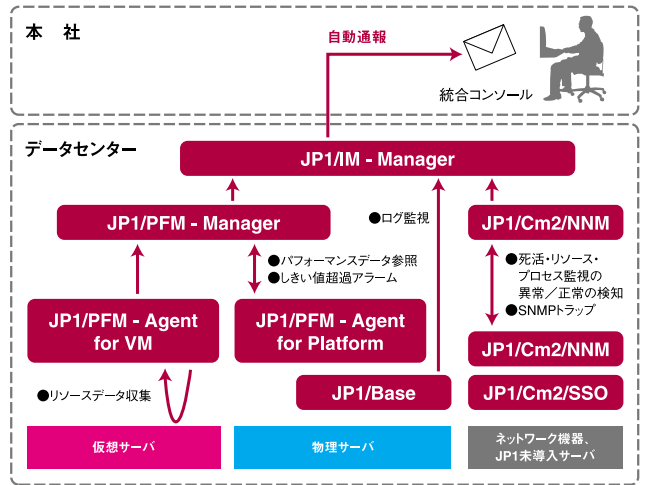 本　社
自動通報
統合コンソール
データセンター
JP1/IM - Manager
JP1/PFM - Manager
●ログ監視
JP1/Cm2/NNM
●パフォーマンスデータ参照
●しきい値超過アラーム
●死活・リソース・
プロセス監視の
異常／正常の検知
●SNMPトラップ
JP1/PFM - Agent
for VM
JP1/PFM - Agent
for Platform
JP1/Cm2/NNM
●リソースデータ収集
JP1/Base
JP1/Cm2/SSO
仮想サーバ
物理サーバ
ネットワーク機器、
JP1未導入サーバ